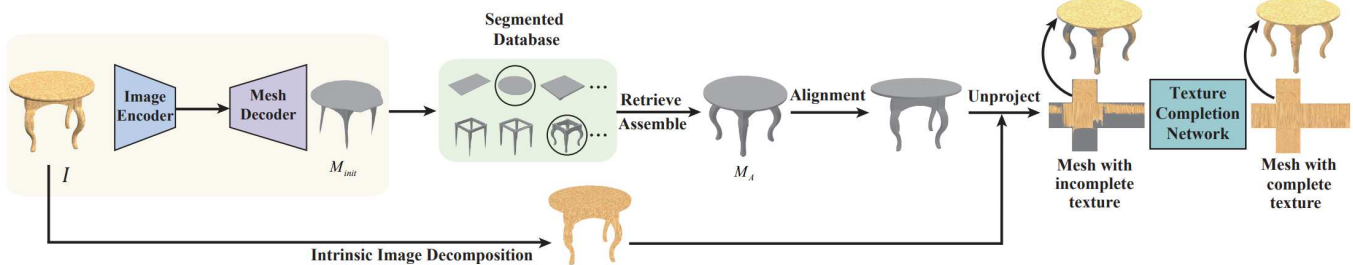 Image
Encoder
Mesh
Decoder
I
M_init
Segmented
Database
...
...
Retrieve
Assemble
M_A
Alignment
Unproject
Intrinsic Image Decomposition
Mesh with
incomplete
texture
Texture
Completion
Network
Mesh with
complete
texture